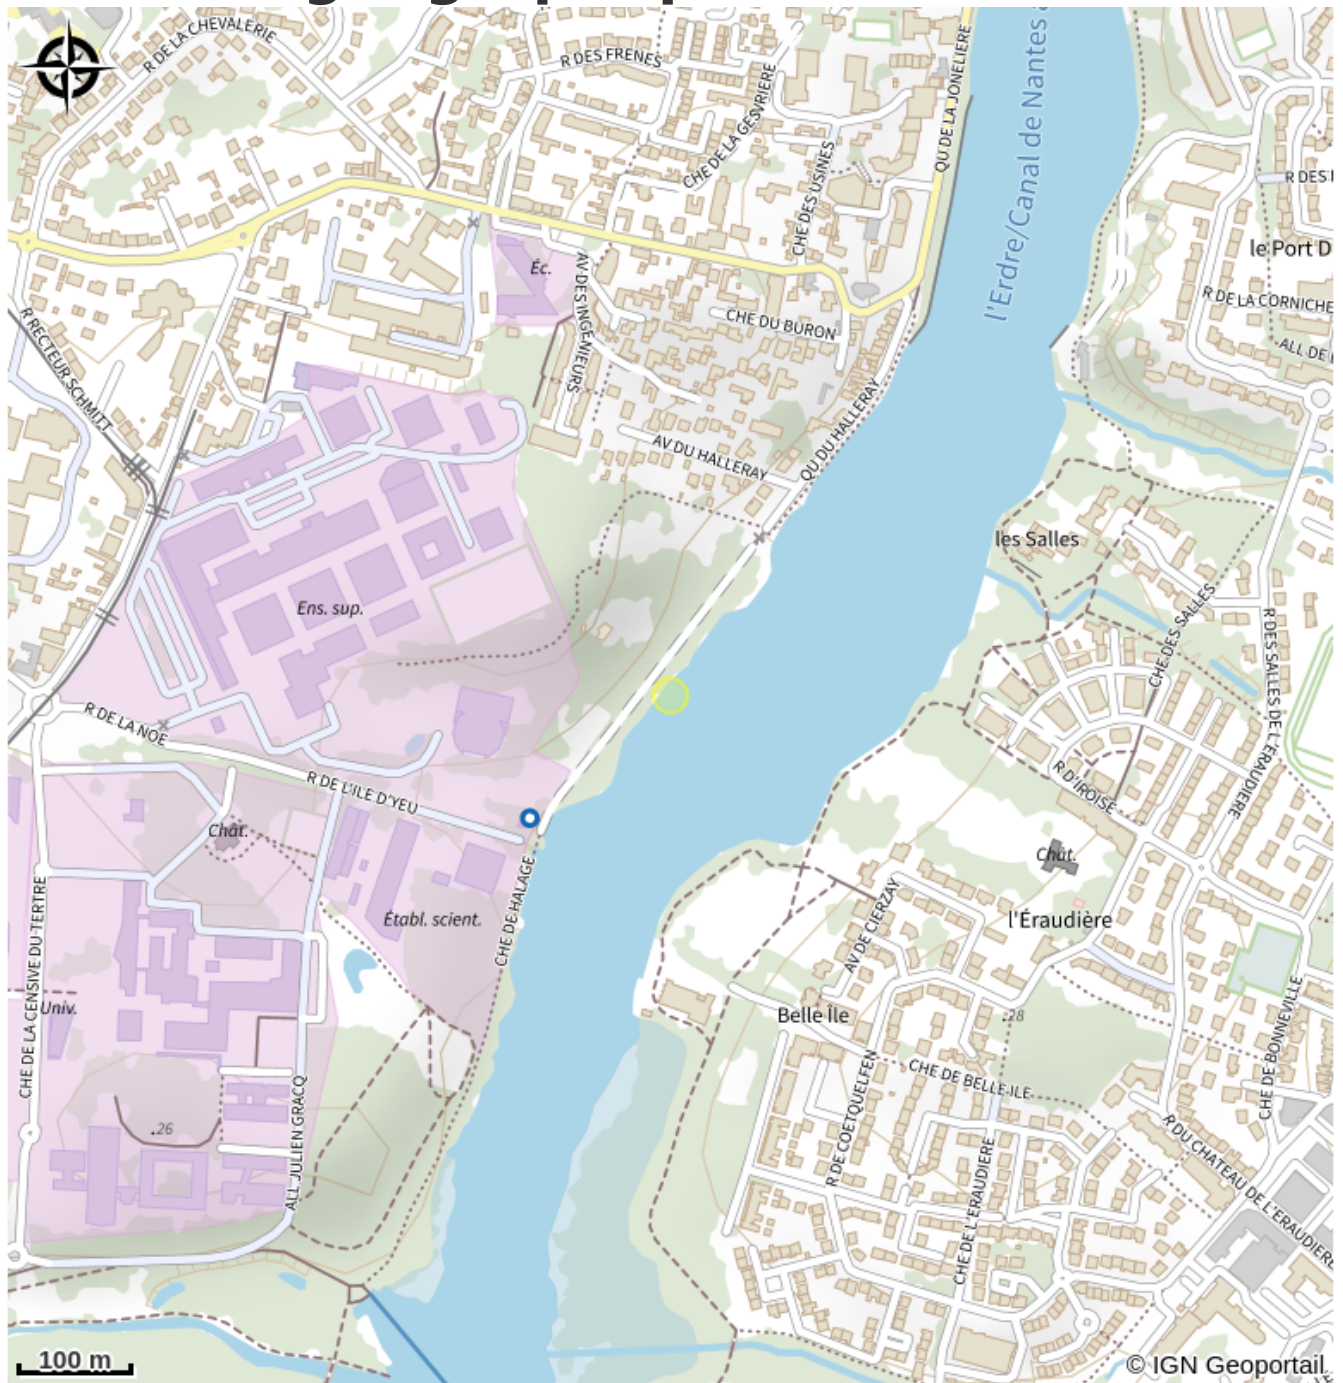 R DE LA CHEVALERIE
R DES FRENES
CHE DE LA GESVRIERE
QU DE LA JONELIERE
l'Erdre/Canal de Nantes
CHE DES USINES
le Port D
R DE LA CORNICHE
ALL DE
Éc.
AV DES INGENIEURS
CHE DU BURON
R RECTEUR SCHMITT
AV DU HALLERAY
QU DU HALLERAY
les Salles
Ens. sup.
CHE DES SALLES
R DES SALLES DE L'ERAUDIERE
R DE LA NOE
R DE L'ILE D'YEU
R D'IROISE
Chât.
Chât.
CHE DE HALAGE
Établ. scient.
AV DE CIERZAY
l'Éraudière
CHE DE LA CENSIVE DU TERTRE
Univ.
Belle Île
28
CHE DE BONNEVILLE
CHE DE BELLE-ILE
R DE COETQUELFEN
ALL JULIEN GRACQ
26
R DU CHATEAU DE L'ERAUDIERE
CHE DE L'ERAUDIERE
100 m
© IGN Geoportail